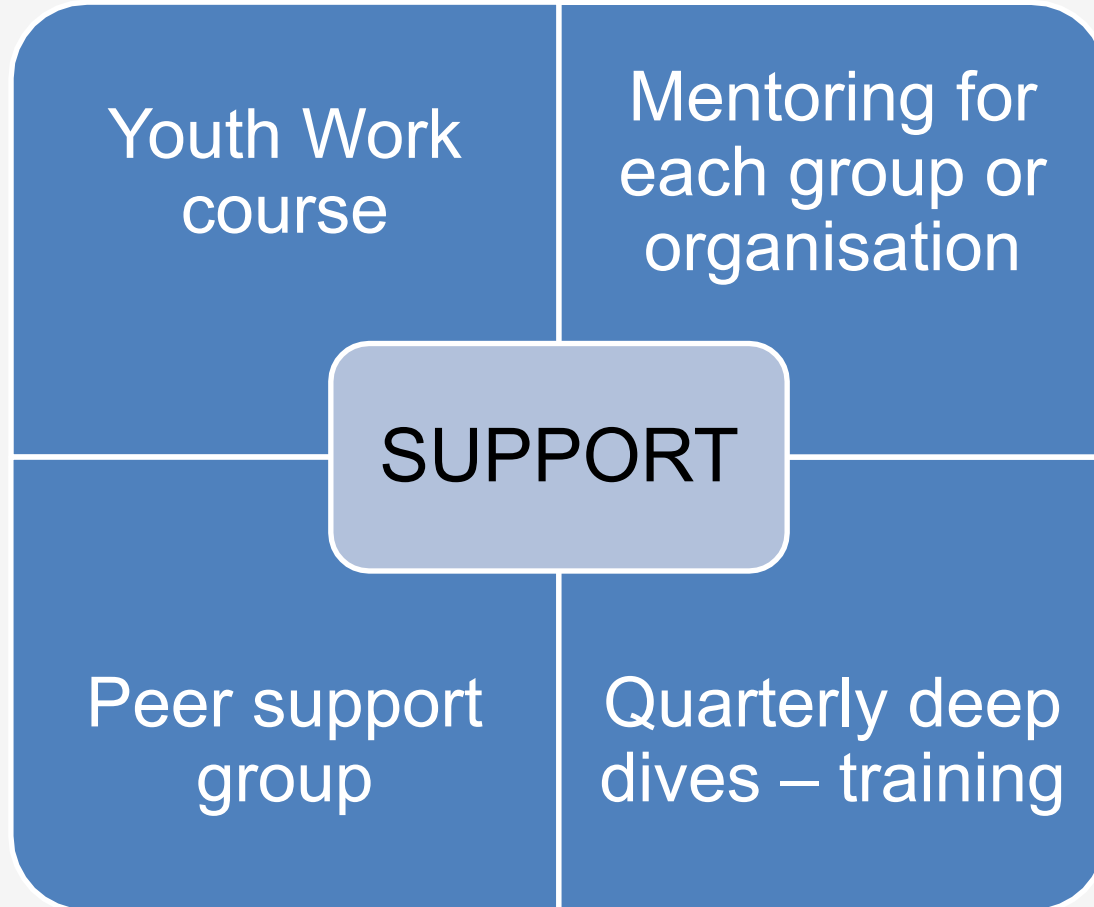 Youth Work
course
Mentoring for
each group or
organisation
SUPPORT
Peer support
group
Quarterly deep
dives – training